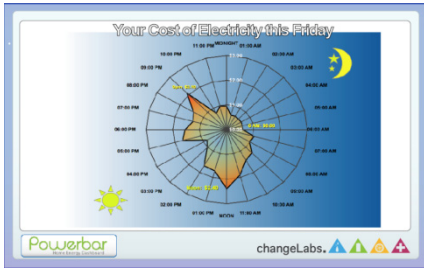 Your Cost of Electricity this Friday
11:00 PM MIDNIGHT 01:00 AM
10:00 PM 02:00 AM
09:00 PM 03:00 AM
08:00 PM 04:00 AM
07:00 PM 05:00 AM
06:00 PM 06:00 AM
05:00 PM 07:00 AM
04:00 PM 08:00 AM
03:00 PM 09:00 AM
02:00 PM 10:00 AM
01:00 PM NOON 11:00 AM
Powerbar
Home Energy Dashboard
changeLabs.